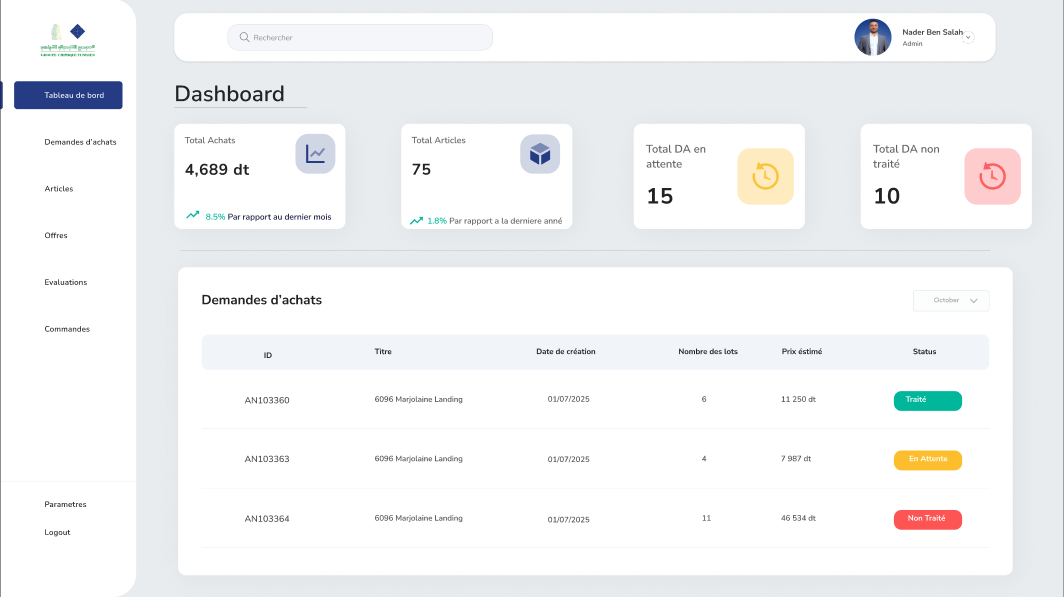 GROUPE CHIMIQUE TUNISIEN
Rechercher
Nader Ben Salah
Admin
Tableau de bord
Demandes d'achats
Articles
Offres
Evaluations
Commandes
Parametres
Logout
Dashboard
Total Achats
4,689 dt
8.5% Par rapport au dernier mois
Total Articles
75
1.8% Par rapport a la derniere anné
Total DA en
attente
15
Total DA non
traité
10
Demandes d'achats
October
ID Titre Date de création Nombre des lots Prix éstimé Status
AN103360 6096 Marjolaine Landing 01/07/2025 6 11 250 dt Traité
AN103363 6096 Marjolaine Landing 01/07/2025 4 7 987 dt En Attente
AN103364 6096 Marjolaine Landing 01/07/2025 11 46 534 dt Non Traité